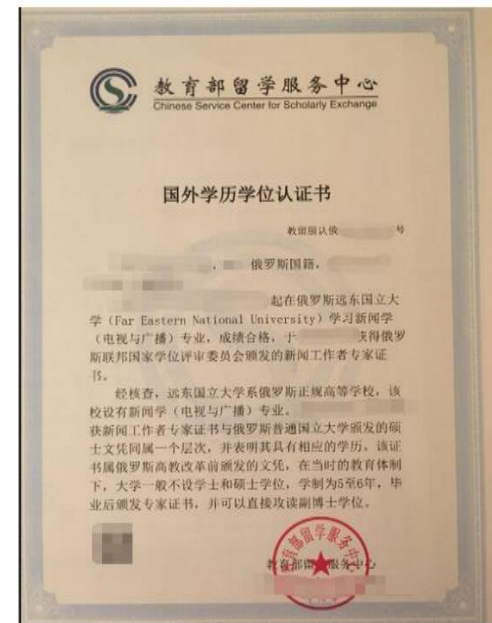 教育部留学服务中心
Chinese Service Center for Scholarly Exchange
国外学历学位认证书
教留服认俄 号
， 俄罗斯国籍，
起在俄罗斯远东国立大
学（Far Eastern National University）学习新闻学
（电视与广播）专业，成绩合格，于 获得俄罗
斯联邦国家学位评审委员会颁发的新闻工作者专家证
书。
经核查，远东国立大学系俄罗斯正规高等学校，该
校设有新闻学（电视与广播）专业。
获新闻工作者专家证书与俄罗斯普通国立大学颁发的硕
士文凭同属一个层次，并表明其具有相应的学历。该证
书属俄罗斯高教改革前颁发的文凭，在当时的教育体制
下，大学一般不设学士和硕士学位，学制为5至6年，毕
业后颁发专家证书，并可以直接攻读副博士学位。
教育部留学服务中心
教育部留学服务中心